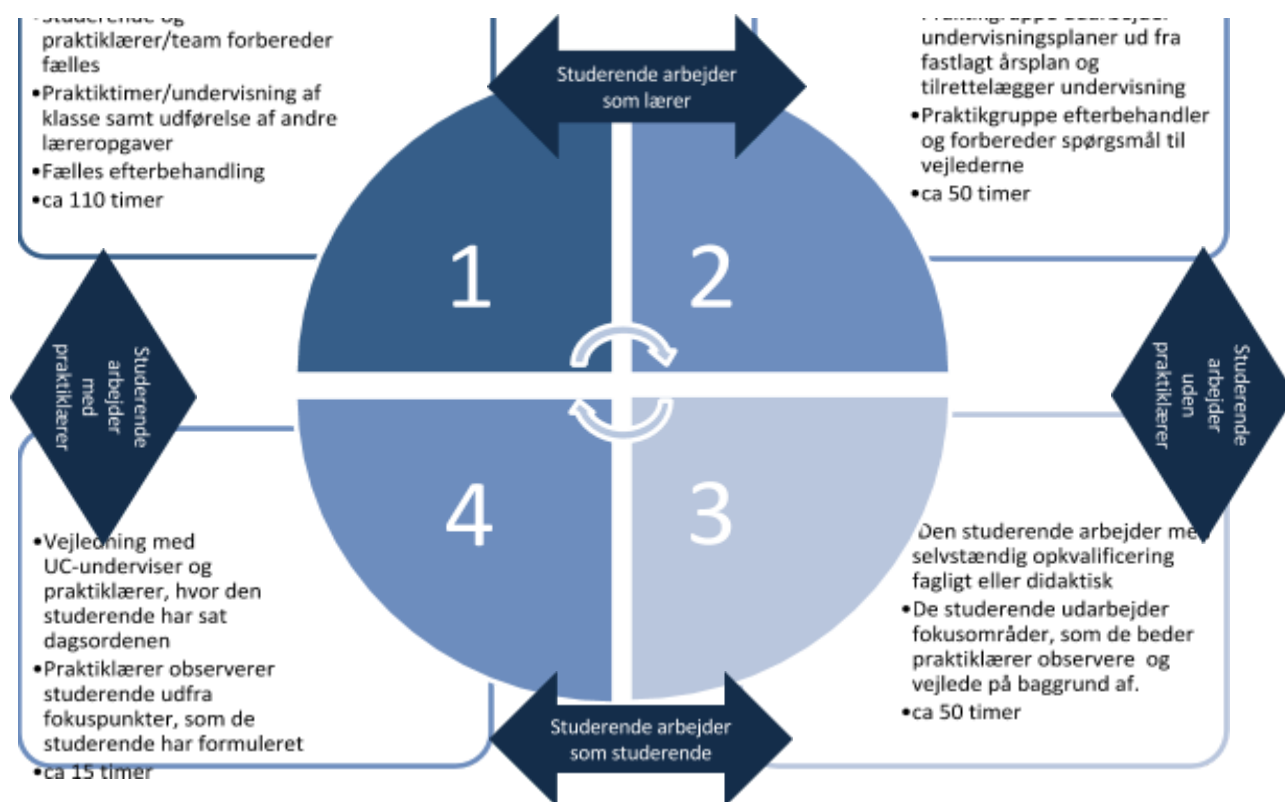 •Studerende og
praktiklærer/team forbereder
fælles
•Praktiktimer/undervisning af
klasse samt udførelse af andre
læreropgaver
•Fælles efterbehandling
•ca 110 timer
Studerende arbejder
som lærer
•Praktikgruppe udarbejder
undervisningsplaner ud fra
fastlagt årsplan og
tilrettelægger undervisning
•Praktikgruppe efterbehandler
og forbereder spørgsmål til
vejlederne
•ca 50 timer
1
2
Studerende
arbejder
med
praktiklærer
Studerende
arbejder
uden
praktiklærer
4
3
•Vejledning med
UC-underviser og
praktiklærer, hvor den
studerende har sat
dagsordenen
•Praktiklærer observerer
studerende udfra
fokuspunkter, som de
studerende har formuleret
•ca 15 timer
Den studerende arbejder med
selvstændig opkvalificering
fagligt eller didaktisk
•De studerende udarbejder
fokusområder, som de beder
praktiklærer observere og
vejlede på baggrund af.
•ca 50 timer
Studerende arbejder
som studerende